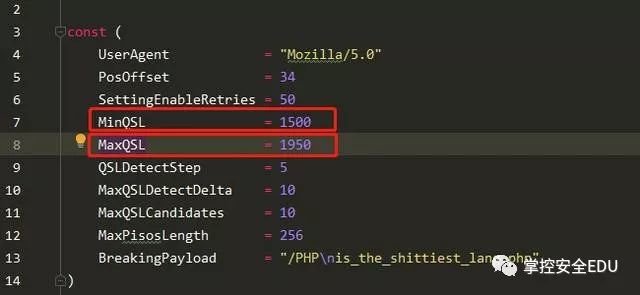 2
3 const (
4 UserAgent = "Mozilla/5.0"
5 PosOffset = 34
6 SettingEnableRetries = 50
7 MinQSL = 1500
8 MaxQSL = 1950
9 QSLDetectStep = 5
10 MaxQSLDetectDelta = 10
11 MaxQSLCandidates = 10
12 MaxPisosLength = 256
13 BreakingPayload = "/PHP\nis_the_shittiest_lang.php"
14 )
掌控安全EDU